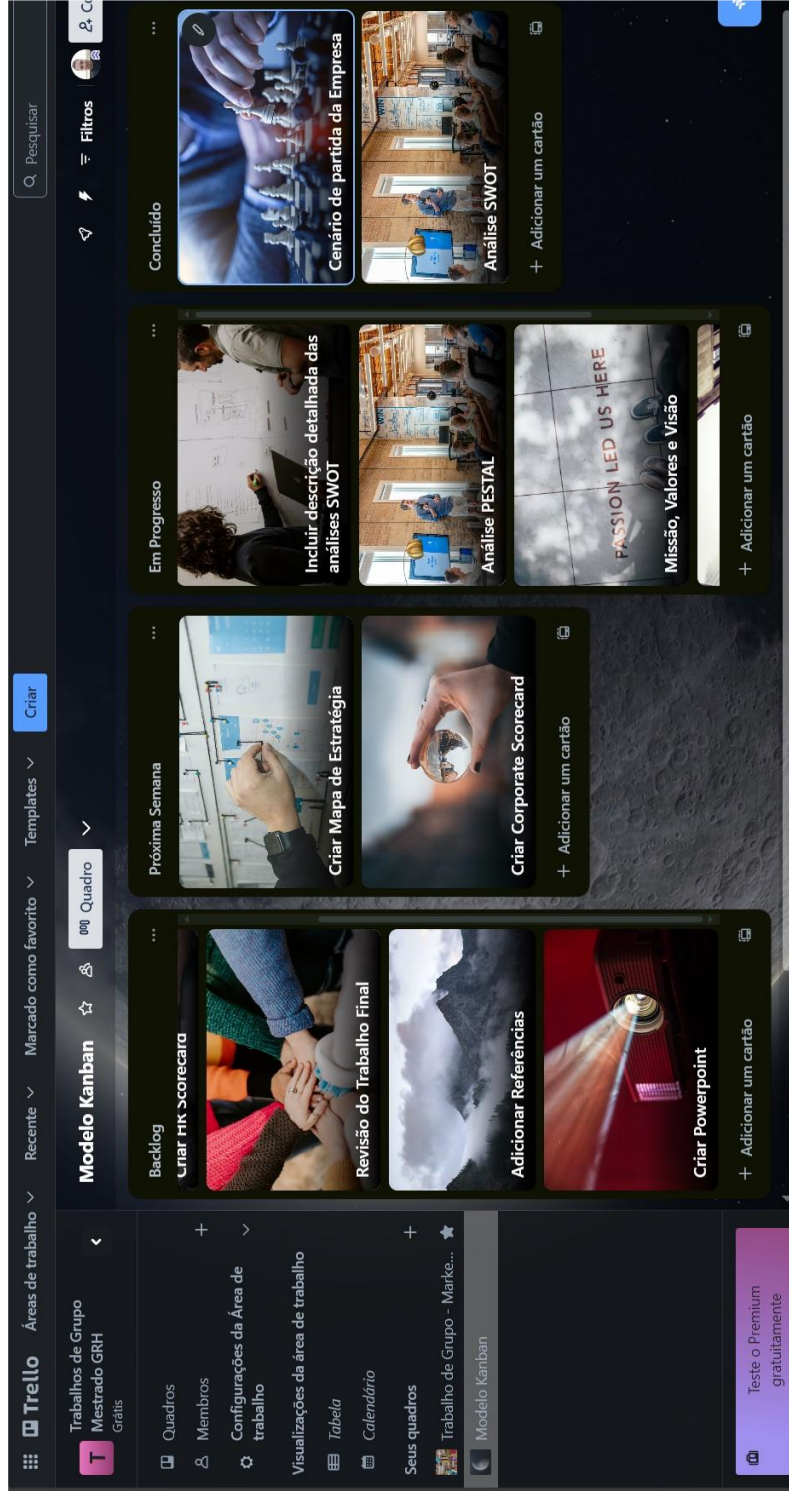 Trello
Áreas de trabalho
Recente
Marcado como favorito
Templates
Criar
Pesquisar
T
Trabalhos de Grupo
Mestrado GRH
Grátis
Quadros
Membros
Configurações da Área de
trabalho
Visualizações da área de trabalho
Tabela
Calendário
Seus quadros
Trabalho de Grupo - Marke...
Modelo Kanban
Teste o Premium
gratuitamente
Modelo Kanban
Quadro
Filtros
Backlog
Criar HR Scorecard
Revisão do Trabalho Final
Adicionar Referências
Criar Powerpoint
+ Adicionar um cartão
Próxima Semana
Criar Mapa de Estratégia
Criar Corporate Scorecard
+ Adicionar um cartão
Em Progresso
Incluir descrição detalhada das
análises SWOT
WIN
Análise PESTAL
PASSION LED US HERE
Missão, Valores e Visão
+ Adicionar um cartão
Concluído
Cenário de partida da Empresa
WIN
Análise SWOT
+ Adicionar um cartão